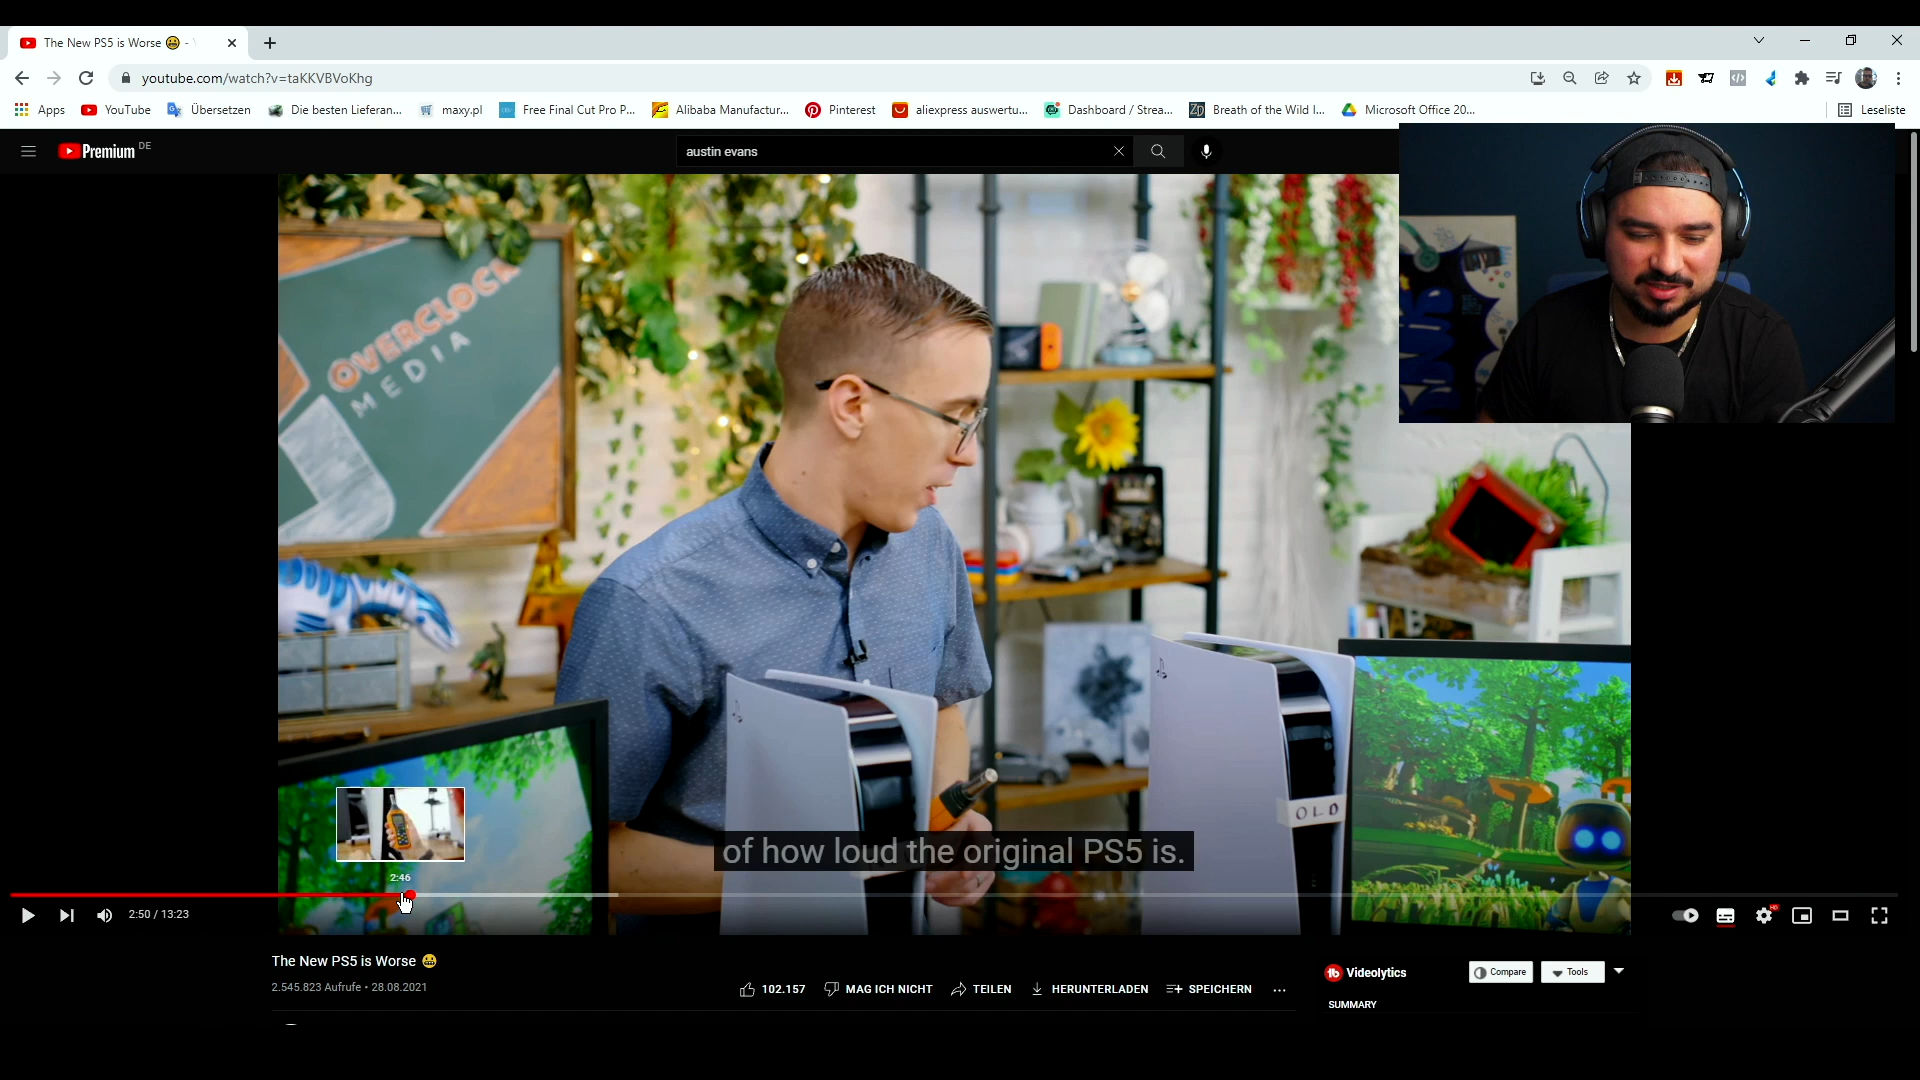 The New PS5 is Worse 😬 -
youtube.com/watch?v=taKKVBVoKhg
Apps YouTube Übersetzen Die besten Lieferan... maxy.pl Free Final Cut Pro P... Alibaba Manufactur... Pinterest aliexpress auswertu... Dashboard / Strea... Breath of the Wild I... Microsoft Office 20... Leseliste
Premium DE
austin evans
OVERCLOCK
MEDIA
OLD
of how loud the original PS5 is.
2:46
2:50 / 13:23
HD
The New PS5 is Worse 😬
2.545.823 Aufrufe • 28.08.2021
102.157 MAG ICH NICHT TEILEN HERUNTERLADEN SPEICHERN ...
tb Videolytics Compare Tools
SUMMARY